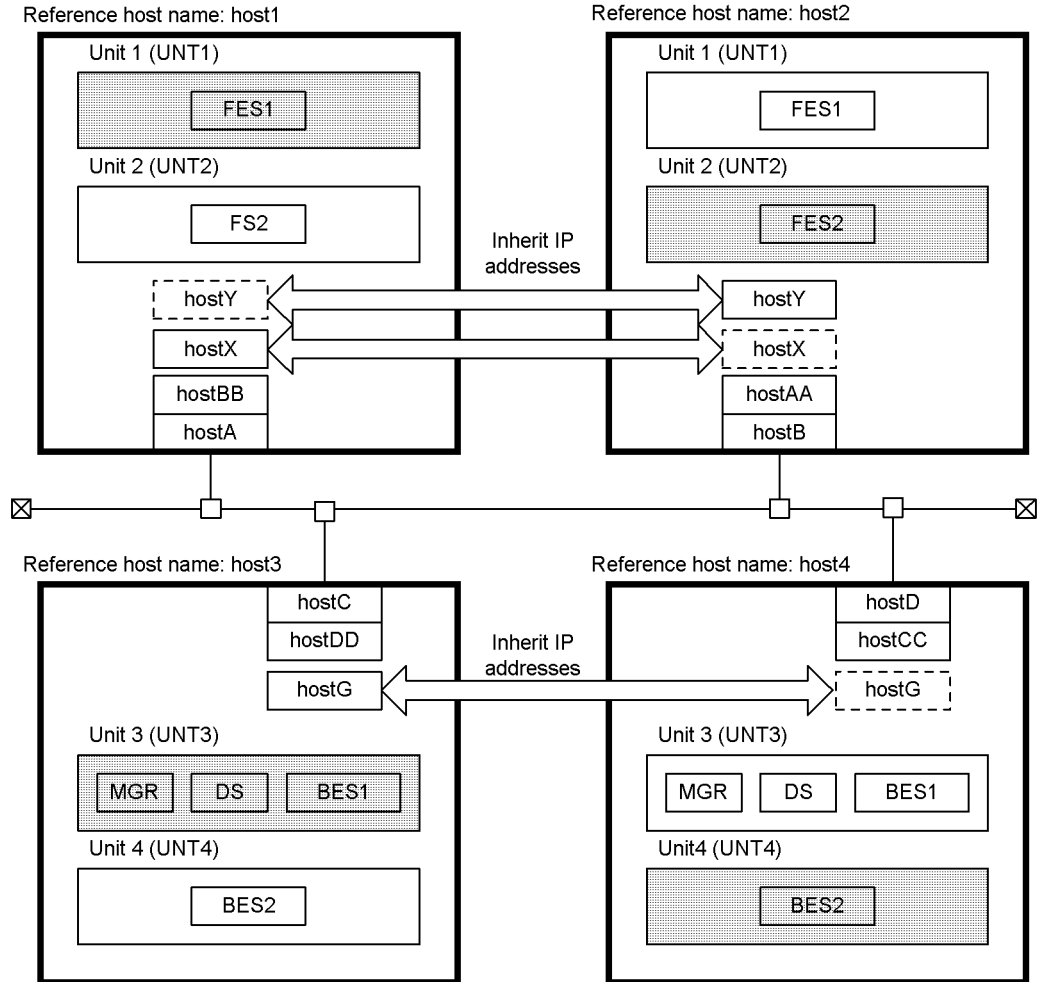 Reference host name: host1
Unit 1 (UNT1)
FES1
Unit 2 (UNT2)
FS2
hostY
hostX
hostBB
hostA
Reference host name: host2
Unit 1 (UNT1)
FES1
Unit 2 (UNT2)
FES2
hostY
hostX
hostAA
hostB
Inherit IP
addresses
Reference host name: host3
hostC
hostDD
hostG
Unit 3 (UNT3)
MGR DS BES1
Unit 4 (UNT4)
BES2
Inherit IP
addresses
Reference host name: host4
hostD
hostCC
hostG
Unit 3 (UNT3)
MGR DS BES1
Unit4 (UNT4)
BES2